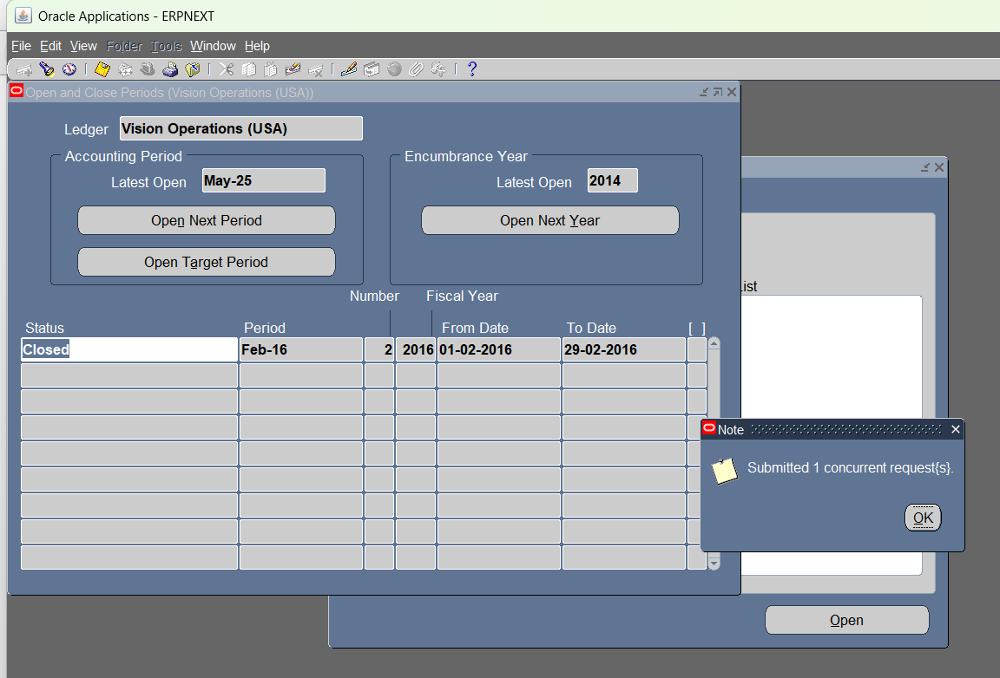 Oracle Applications - ERPNEXT
File Edit View Folder Tools Window Help
Open and Close Periods (Vision Operations (USA))
Ledger Vision Operations (USA)
Accounting Period
Latest Open May-25
Open Next Period
Open Target Period
Encumbrance Year
Latest Open 2014
Open Next Year
ist
Number Fiscal Year
Status Period From Date To Date [ ]
Closed Feb-16 2 2016 01-02-2016 29-02-2016
Note
Submitted 1 concurrent request{s}.
OK
Open